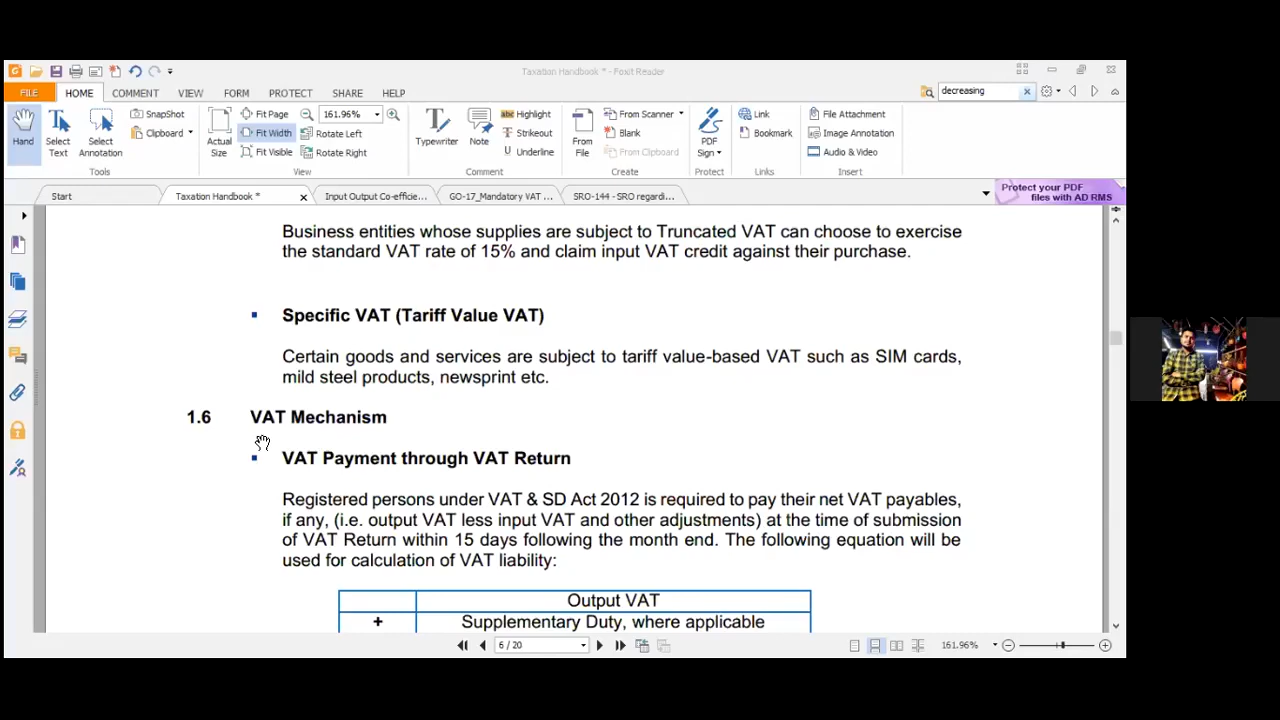 Taxation Handbook * - Foxit Reader
FILE HOME COMMENT VIEW FORM PROTECT SHARE HELP
decreasing
Hand
Select Text
Select Annotation
SnapShot
Clipboard
Tools
Actual Size
Fit Page
Fit Width
Fit Visible
161.96%
Rotate Left
Rotate Right
View
Typewriter
Note
Highlight
Strikeout
Underline
Comment
From File
From Scanner
Blank
From Clipboard
Create
PDF Sign
Protect
Link
Bookmark
Links
File Attachment
Image Annotation
Audio & Video
Insert
Start
Taxation Handbook *
Input Output Co-efficie...
GO-17_Mandatory VAT ...
SRO-144 - SRO regardi...
Protect your PDF
files with AD RMS
Business entities whose supplies are subject to Truncated VAT can choose to exercise
the standard VAT rate of 15% and claim input VAT credit against their purchase.
▪ Specific VAT (Tariff Value VAT)
Certain goods and services are subject to tariff value-based VAT such as SIM cards,
mild steel products, newsprint etc.
1.6 VAT Mechanism
▪ VAT Payment through VAT Return
Registered persons under VAT & SD Act 2012 is required to pay their net VAT payables,
if any, (i.e. output VAT less input VAT and other adjustments) at the time of submission
of VAT Return within 15 days following the month end. The following equation will be
used for calculation of VAT liability:
Output VAT
+ Supplementary Duty, where applicable
6 / 20
161.96%